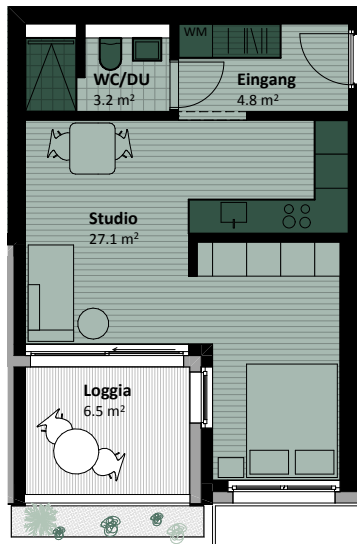 WM
WC/DU
3.2 m²
Eingang
4.8 m²
Studio
27.1 m²
Loggia
6.5 m²